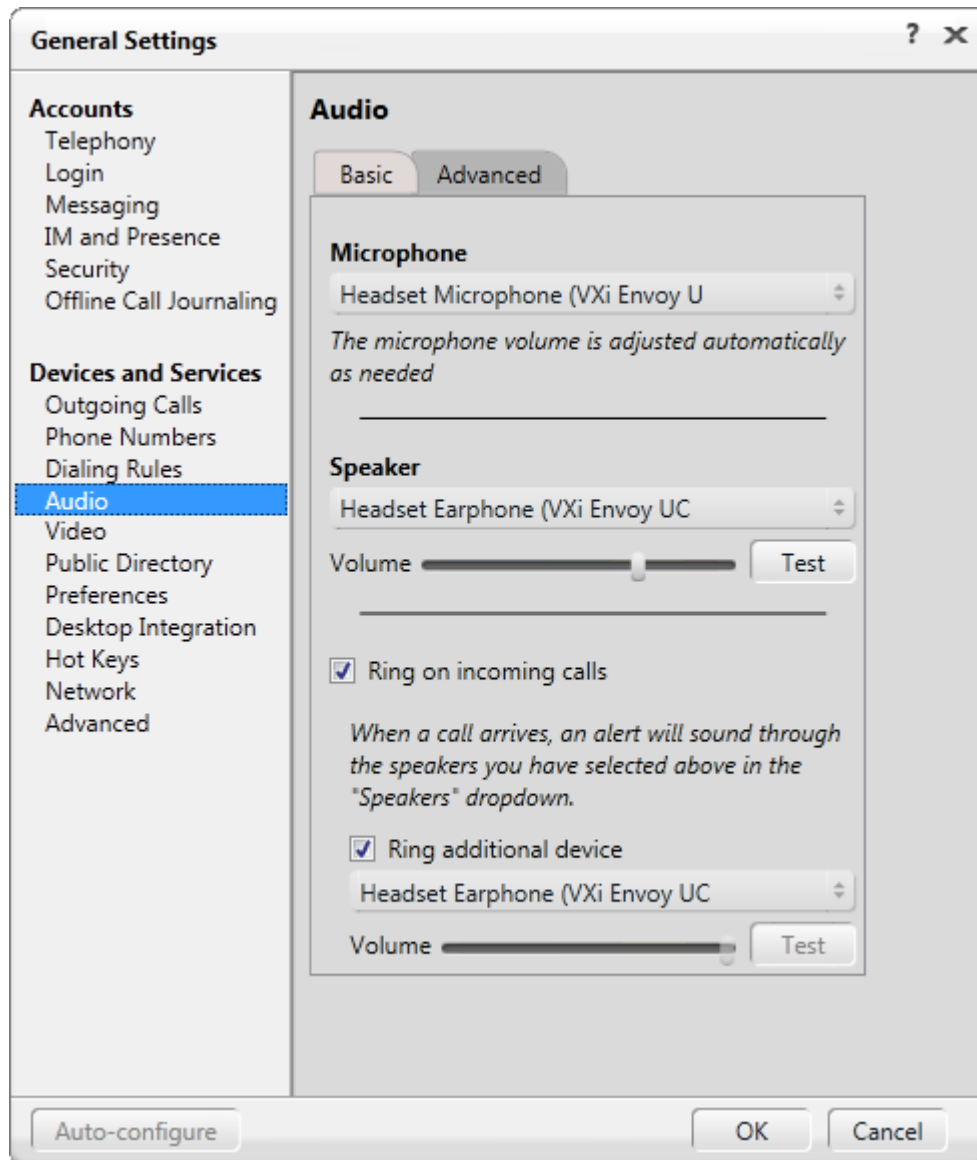 General Settings
?
Accounts
Telephony
Login
Messaging
IM and Presence
Security
Offline Call Journaling
Devices and Services
Outgoing Calls
Phone Numbers
Dialing Rules
Audio
Video
Public Directory
Preferences
Desktop Integration
Hot Keys
Network
Advanced
Audio
Basic Advanced
Microphone
Headset Microphone (VXi Envoy U
The microphone volume is adjusted automatically
as needed
Speaker
Headset Earphone (VXi Envoy UC
Volume Test
Ring on incoming calls
When a call arrives, an alert will sound through
the speakers you have selected above in the
"Speakers" dropdown.
Ring additional device
Headset Earphone (VXi Envoy UC
Volume Test
Auto-configure OK Cancel